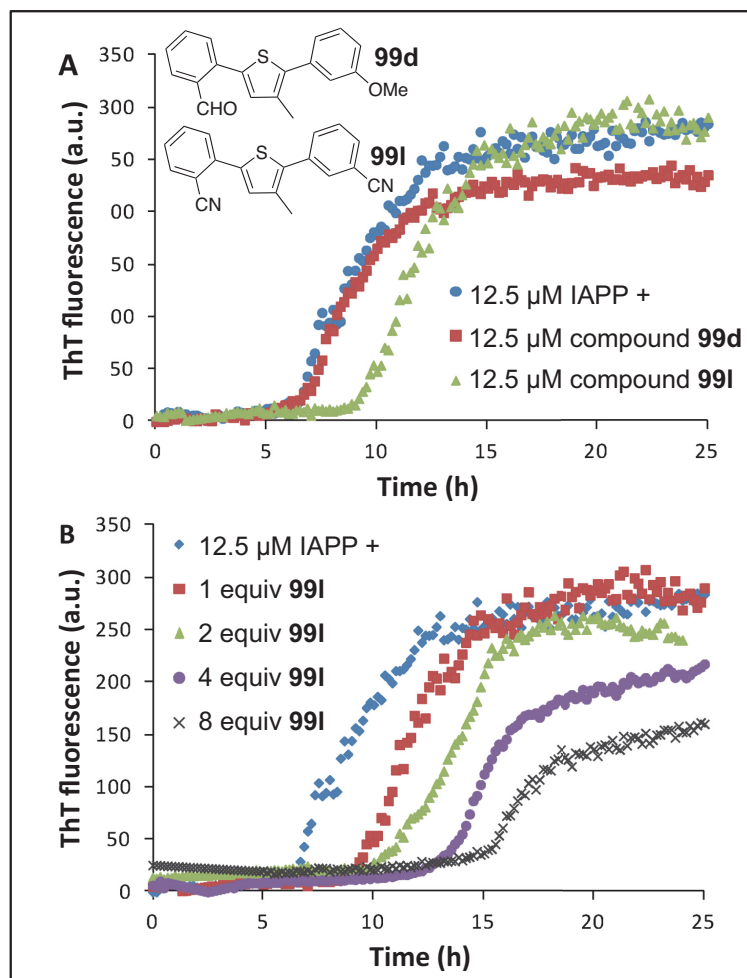 A
99d
S
CHO
OMe
99l
S
CN
CN
350
300
50
00
50
00
50
0
ThT fluorescence (a.u.)
12.5 µM IAPP +
12.5 µM compound 99d
12.5 µM compound 99l
0 5 10 15 20 25
Time (h)
B
350
300
250
200
150
100
50
0
ThT fluorescence (a.u.)
12.5 µM IAPP +
1 equiv 99l
2 equiv 99l
4 equiv 99l
8 equiv 99l
0 5 10 15 20 25
Time (h)